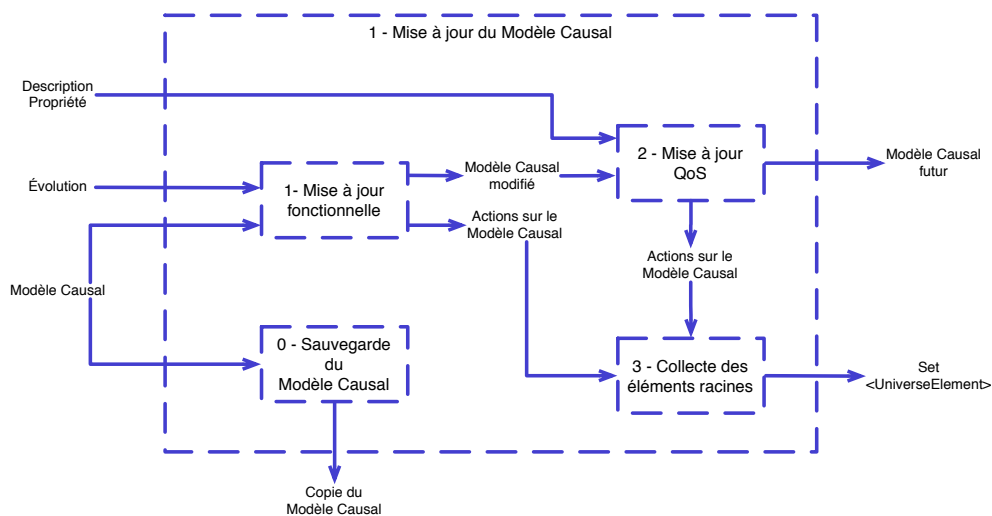 1 - Mise à jour du Modèle Causal
Description
Propriété
2 - Mise à jour
QoS
Modèle Causal
futur
Évolution
1- Mise à jour
fonctionnelle
Modèle Causal
modifié
Actions sur le
Modèle Causal
Actions sur le
Modèle Causal
Modèle Causal
0 - Sauvegarde
du
Modèle Causal
3 - Collecte des
éléments racines
Set
<UniverseElement>
Copie du
Modèle Causal